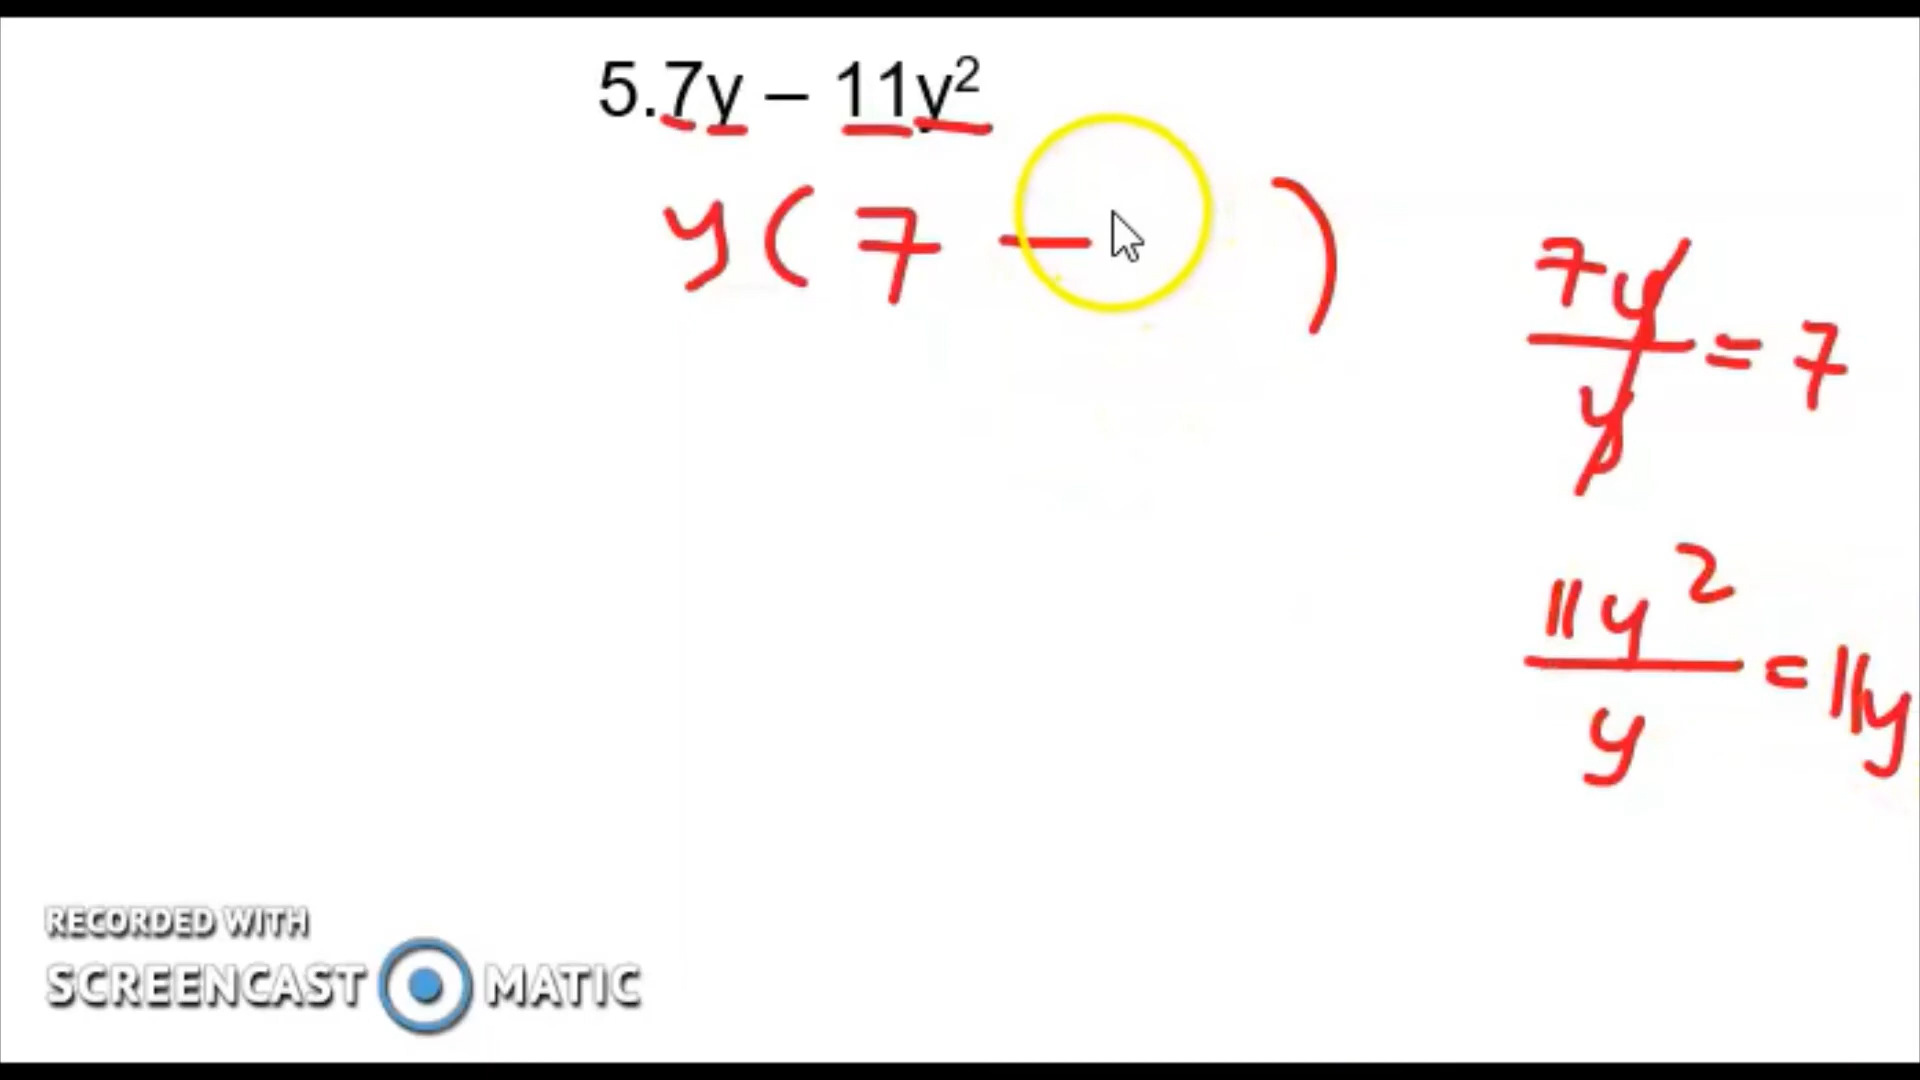 5.7y – 11y²
y( 7 — )
7y/y = 7
11y²/y = 11y
RECORDED WITH
SCREENCAST MATIC